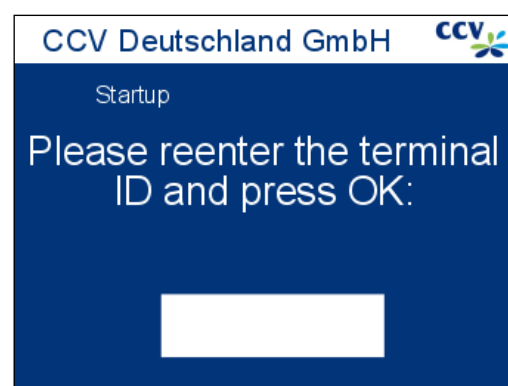 CCV Deutschland GmbH
CCV
Startup
Please reenter the terminal
ID and press OK: